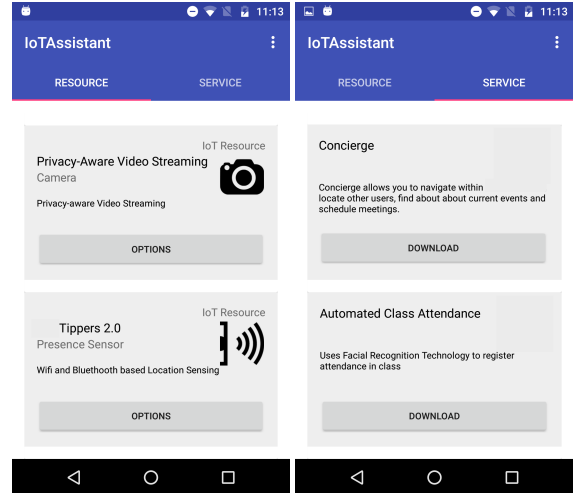 11:13
IoTAssistant
RESOURCE SERVICE
IoT Resource
Privacy-Aware Video Streaming
Camera
Privacy-aware Video Streaming
OPTIONS
IoT Resource
Tippers 2.0
Presence Sensor
Wifi and Bluethooth based Location Sensing
OPTIONS
11:13
IoTAssistant
RESOURCE SERVICE
Concierge
Concierge allows you to navigate within
locate other users, find about about current events and
schedule meetings.
DOWNLOAD
Automated Class Attendance
Uses Facial Recognition Technology to register
attendance in class
DOWNLOAD